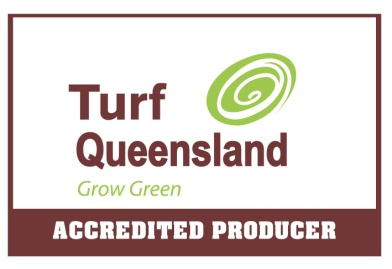 Turf
Queensland
Grow Green
ACCREDITED PRODUCER